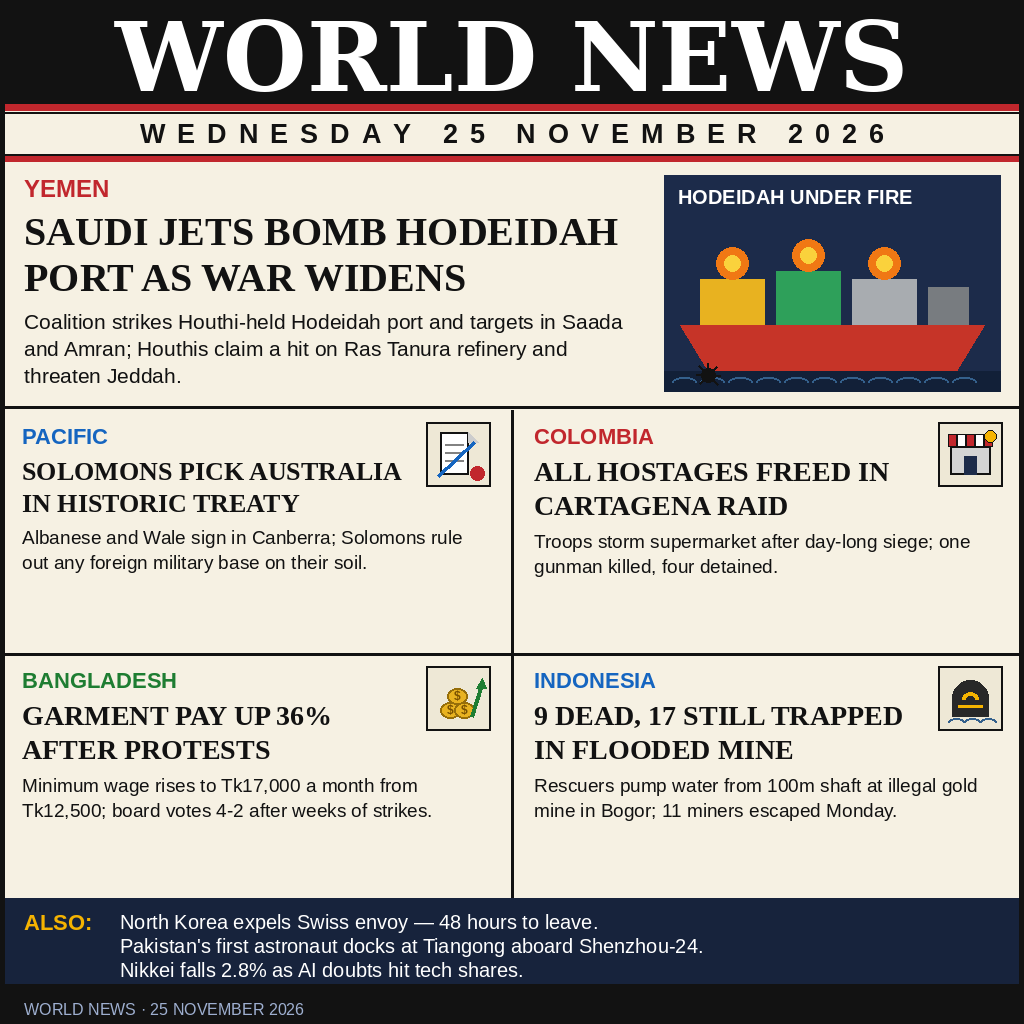 WORLD NEWS
WEDNESDAY 25 NOVEMBER 2026
YEMEN
SAUDI JETS BOMB HODEIDAH
PORT AS WAR WIDENS
Coalition strikes Houthi-held Hodeidah port and targets in Saada
and Amran; Houthis claim a hit on Ras Tanura refinery and
threaten Jeddah.
HODEIDAH UNDER FIRE
PACIFIC
SOLOMONS PICK AUSTRALIA
IN HISTORIC TREATY
Albanese and Wale sign in Canberra; Solomons rule
out any foreign military base on their soil.
COLOMBIA
ALL HOSTAGES FREED IN
CARTAGENA RAID
Troops storm supermarket after day-long siege; one
gunman killed, four detained.
BANGLADESH
GARMENT PAY UP 36%
AFTER PROTESTS
Minimum wage rises to Tk17,000 a month from
Tk12,500; board votes 4-2 after weeks of strikes.
$
$ $
INDONESIA
9 DEAD, 17 STILL TRAPPED
IN FLOODED MINE
Rescuers pump water from 100m shaft at illegal gold
mine in Bogor; 11 miners escaped Monday.
ALSO:
North Korea expels Swiss envoy — 48 hours to leave.
Pakistan's first astronaut docks at Tiangong aboard Shenzhou-24.
Nikkei falls 2.8% as AI doubts hit tech shares.
WORLD NEWS · 25 NOVEMBER 2026